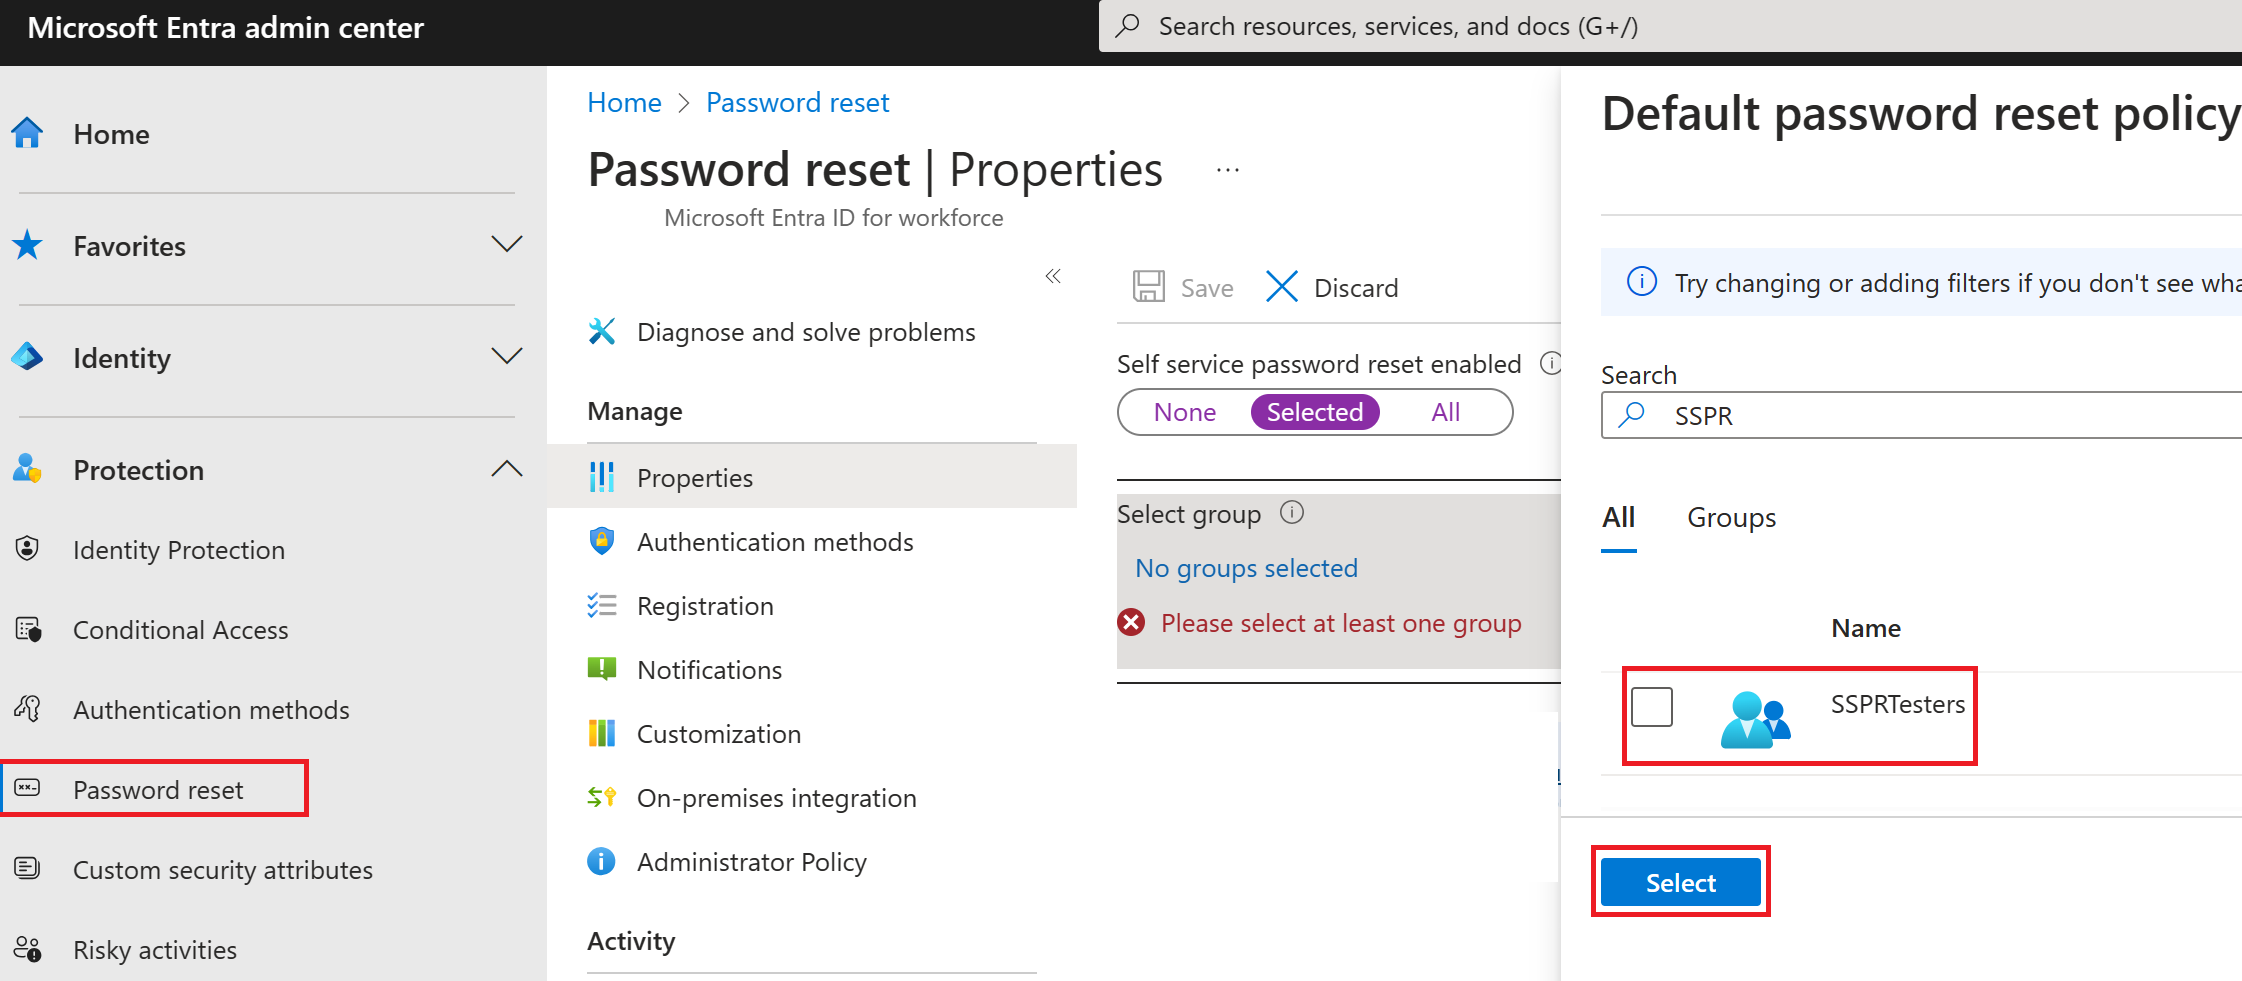 Microsoft Entra admin center
Search resources, services, and docs (G+/)
Home
Favorites
Identity
Protection
Identity Protection
Conditional Access
Authentication methods
Password reset
Custom security attributes
Risky activities
Home > Password reset
Password reset | Properties ...
Microsoft Entra ID for workforce
«
Diagnose and solve problems
Manage
Properties
Authentication methods
Registration
Notifications
Customization
On-premises integration
Administrator Policy
Activity
Save Discard
Self service password reset enabled
None Selected All
Select group
No groups selected
Please select at least one group
Default password reset policy
Try changing or adding filters if you don't see
Search
SSPR
All Groups
Name
SSPRTesters
Select